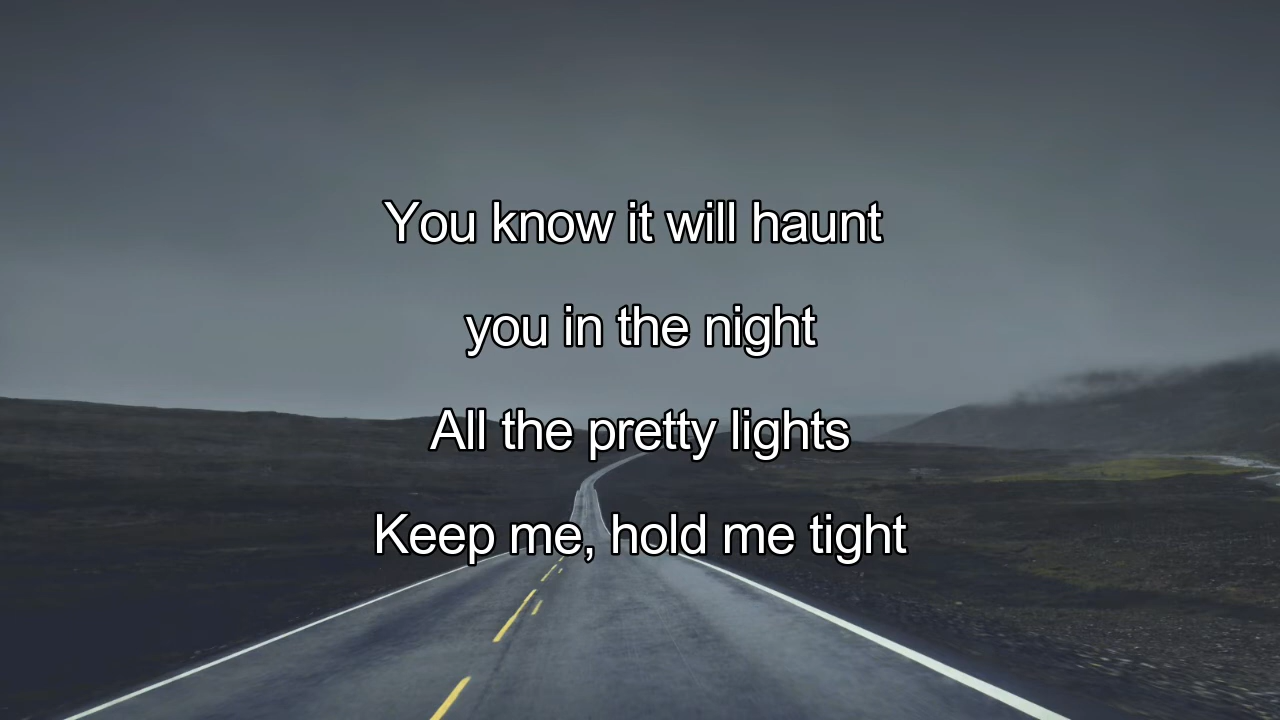 You know it will haunt
you in the night
All the pretty lights
Keep me, hold me tight